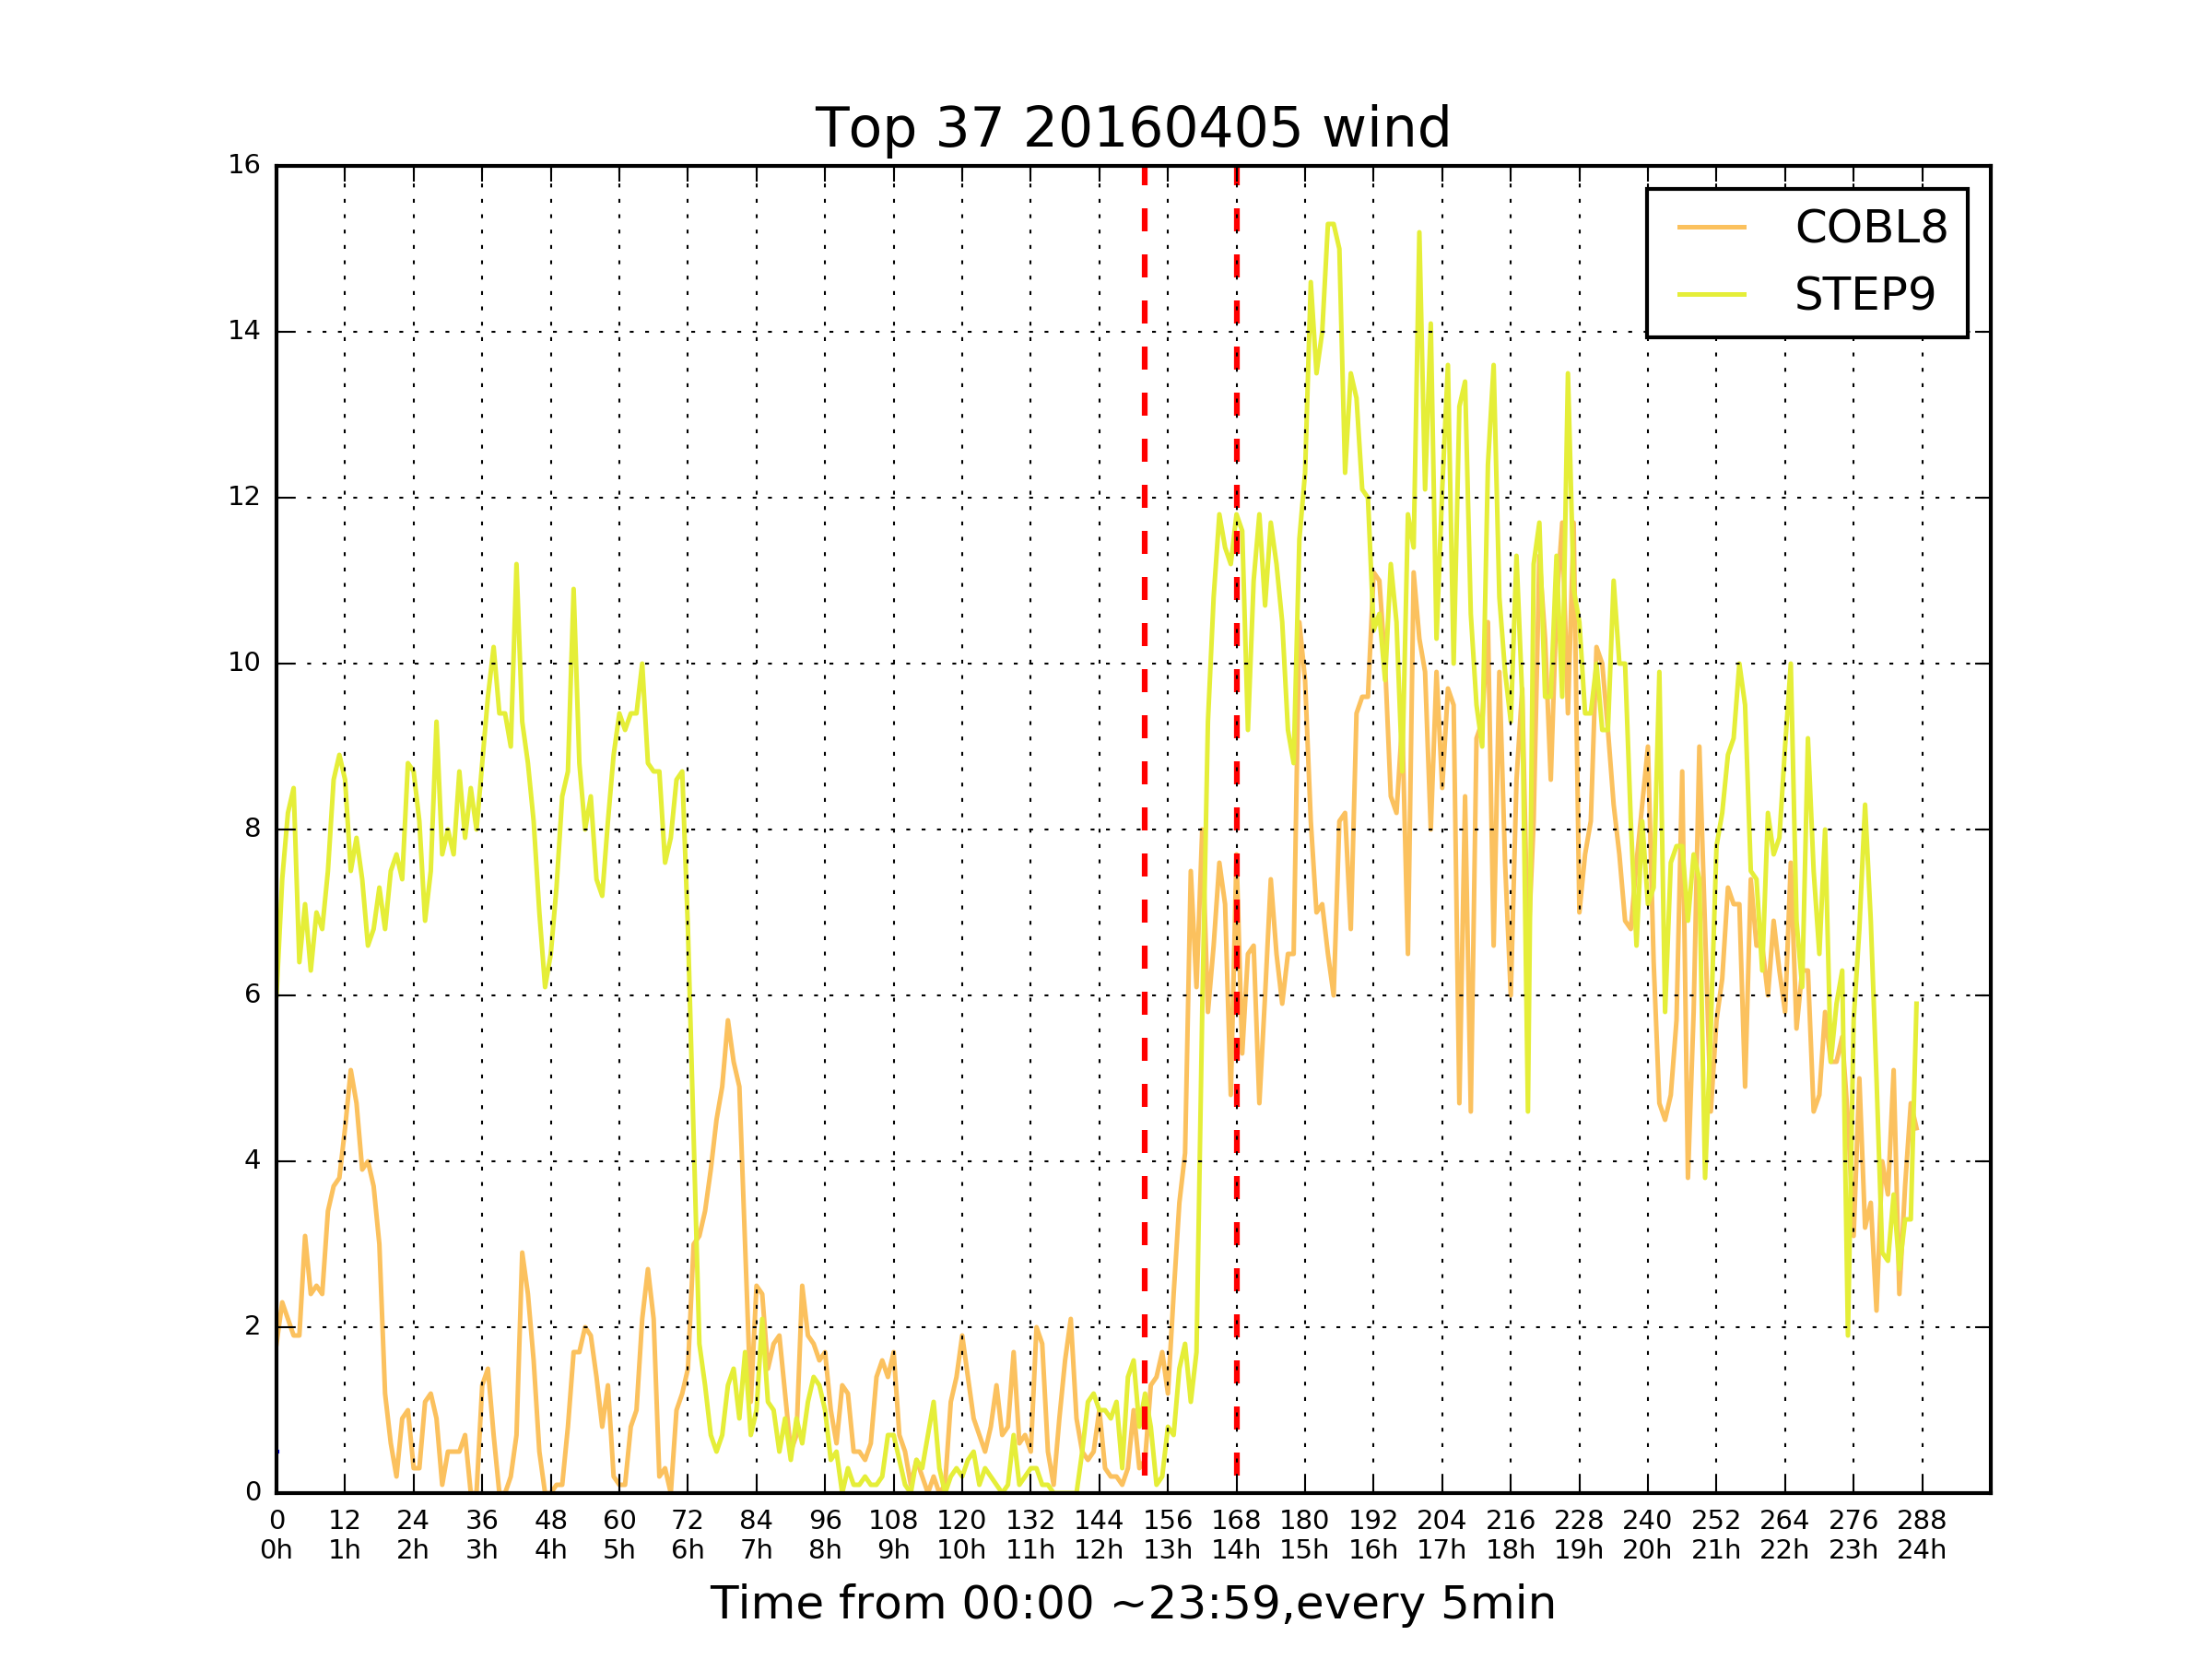 Top 37 20160405 wind
16
14
12
10
8
6
4
2
0
COBL8
STEP9
0 12 24 36 48 60 72 84 96 108 120 132 144 156 168 180 192 204 216 228 240 252 264 276 288
0h 1h 2h 3h 4h 5h 6h 7h 8h 9h 10h 11h 12h 13h 14h 15h 16h 17h 18h 19h 20h 21h 22h 23h 24h
Time from 00:00 ~23:59,every 5min